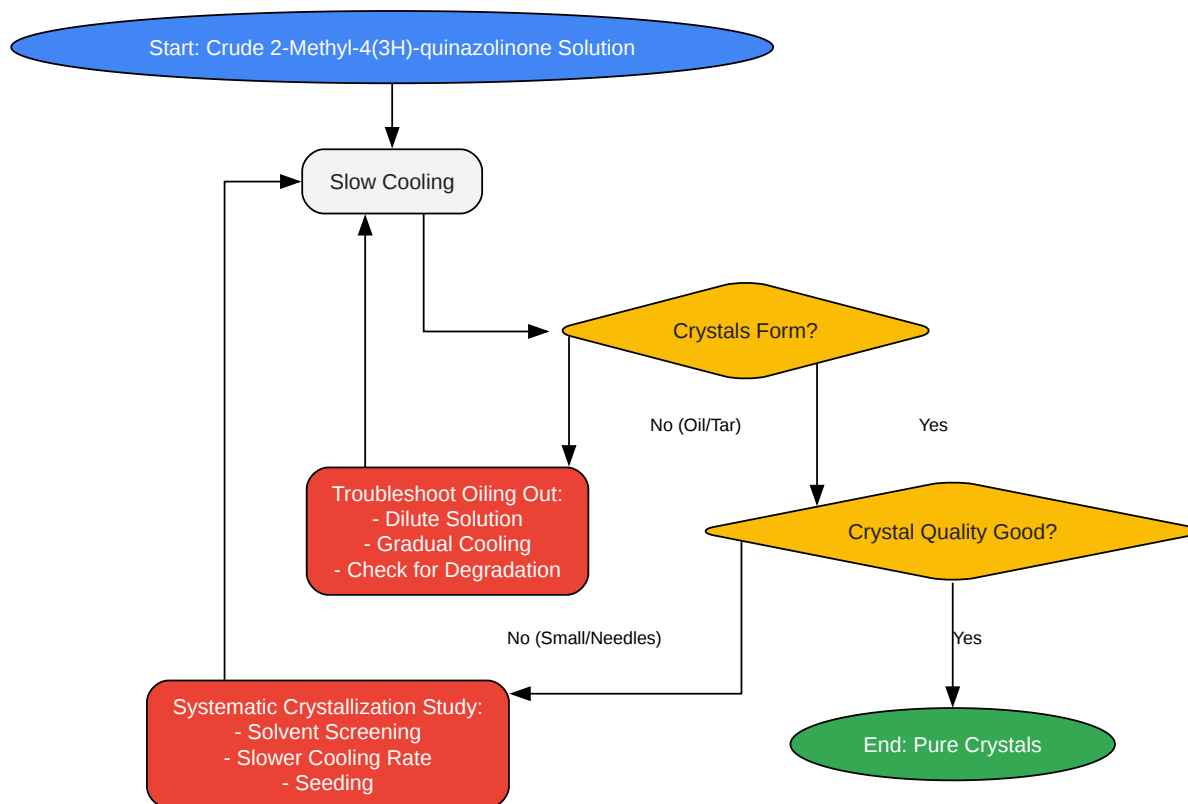 Start: Crude 2-Methyl-4(3H)-quinazolinone Solution
Slow Cooling
Crystals Form?
No (Oil/Tar)
Yes
Troubleshoot Oiling Out:
- Dilute Solution
- Gradual Cooling
- Check for Degradation
Crystal Quality Good?
No (Small/Needles)
Yes
Systematic Crystallization Study:
- Solvent Screening
- Slower Cooling Rate
- Seeding
End: Pure Crystals